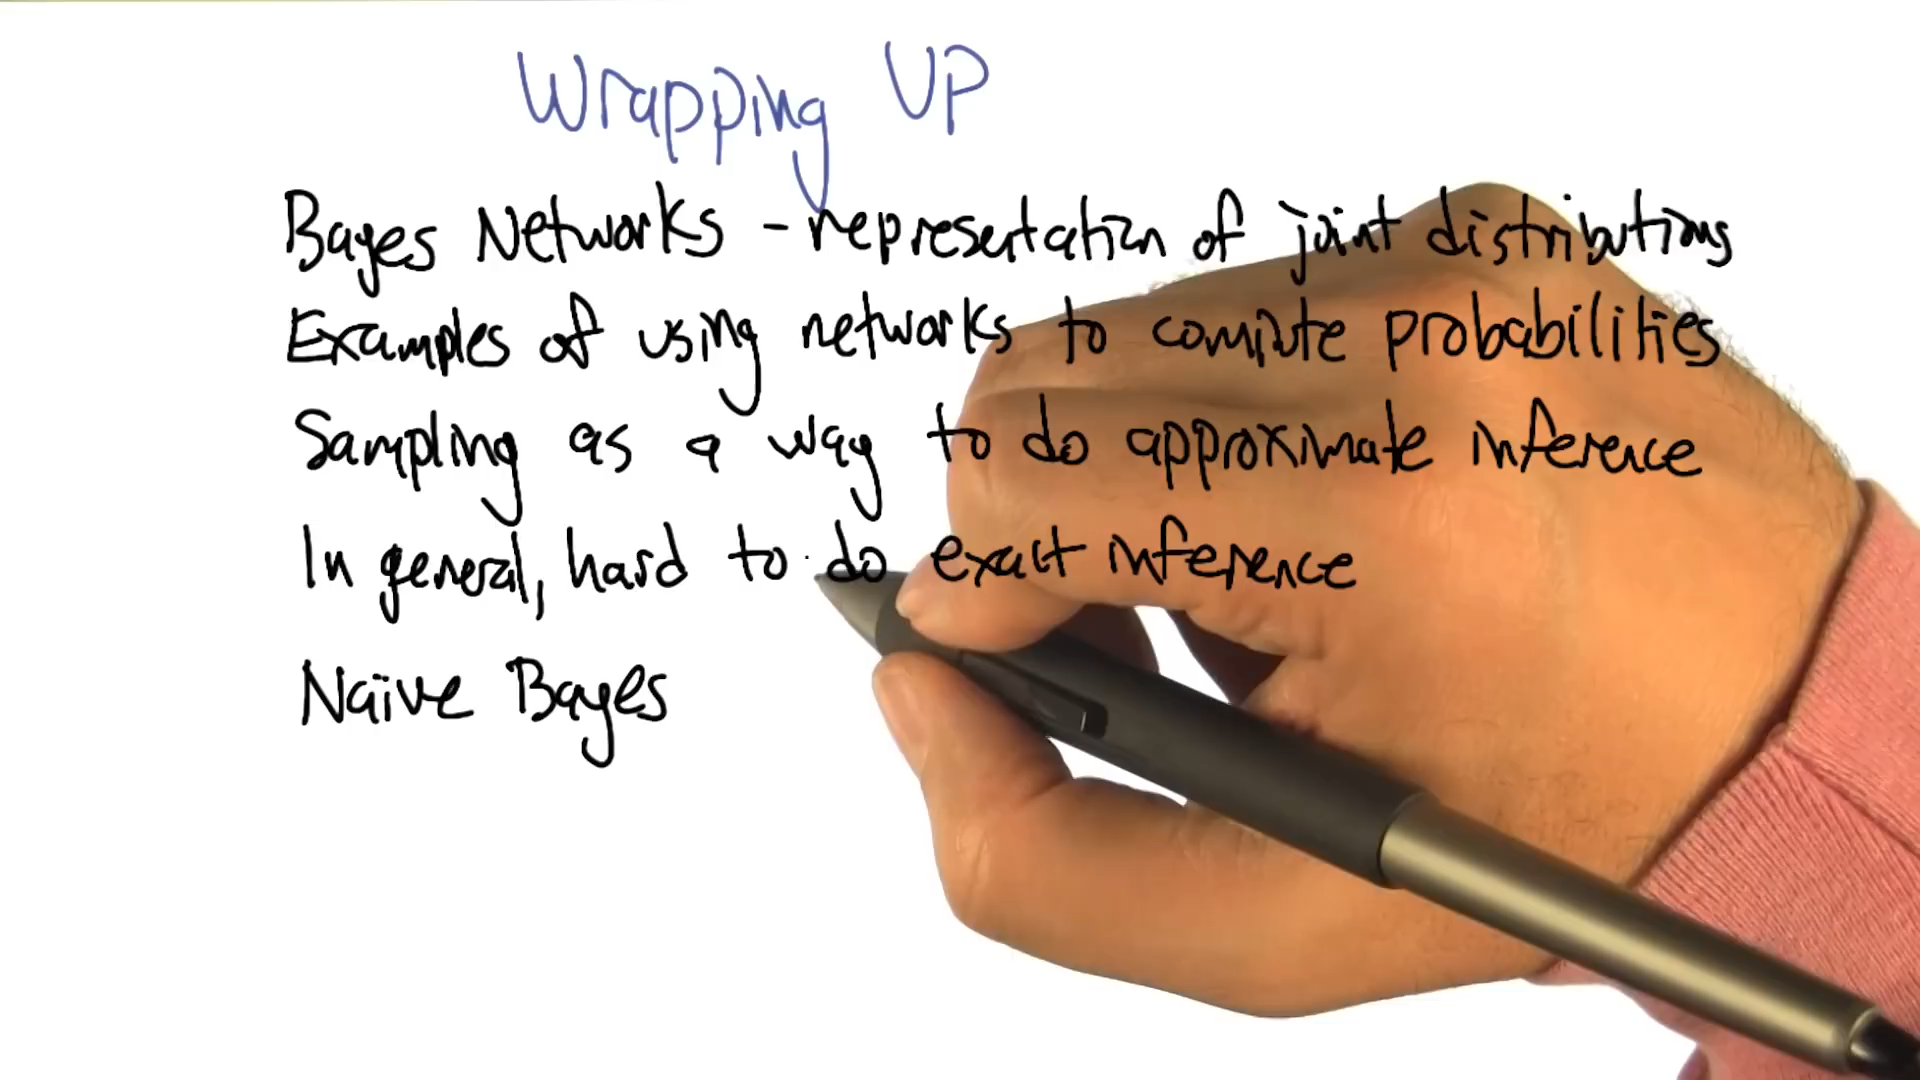 Wrapping UP
Bayes Networks - representation of joint distributions
Examples of using networks to compute probabilities
Sampling as a way to do approximate inference
In general, hard to do exact inference
Naïve Bayes